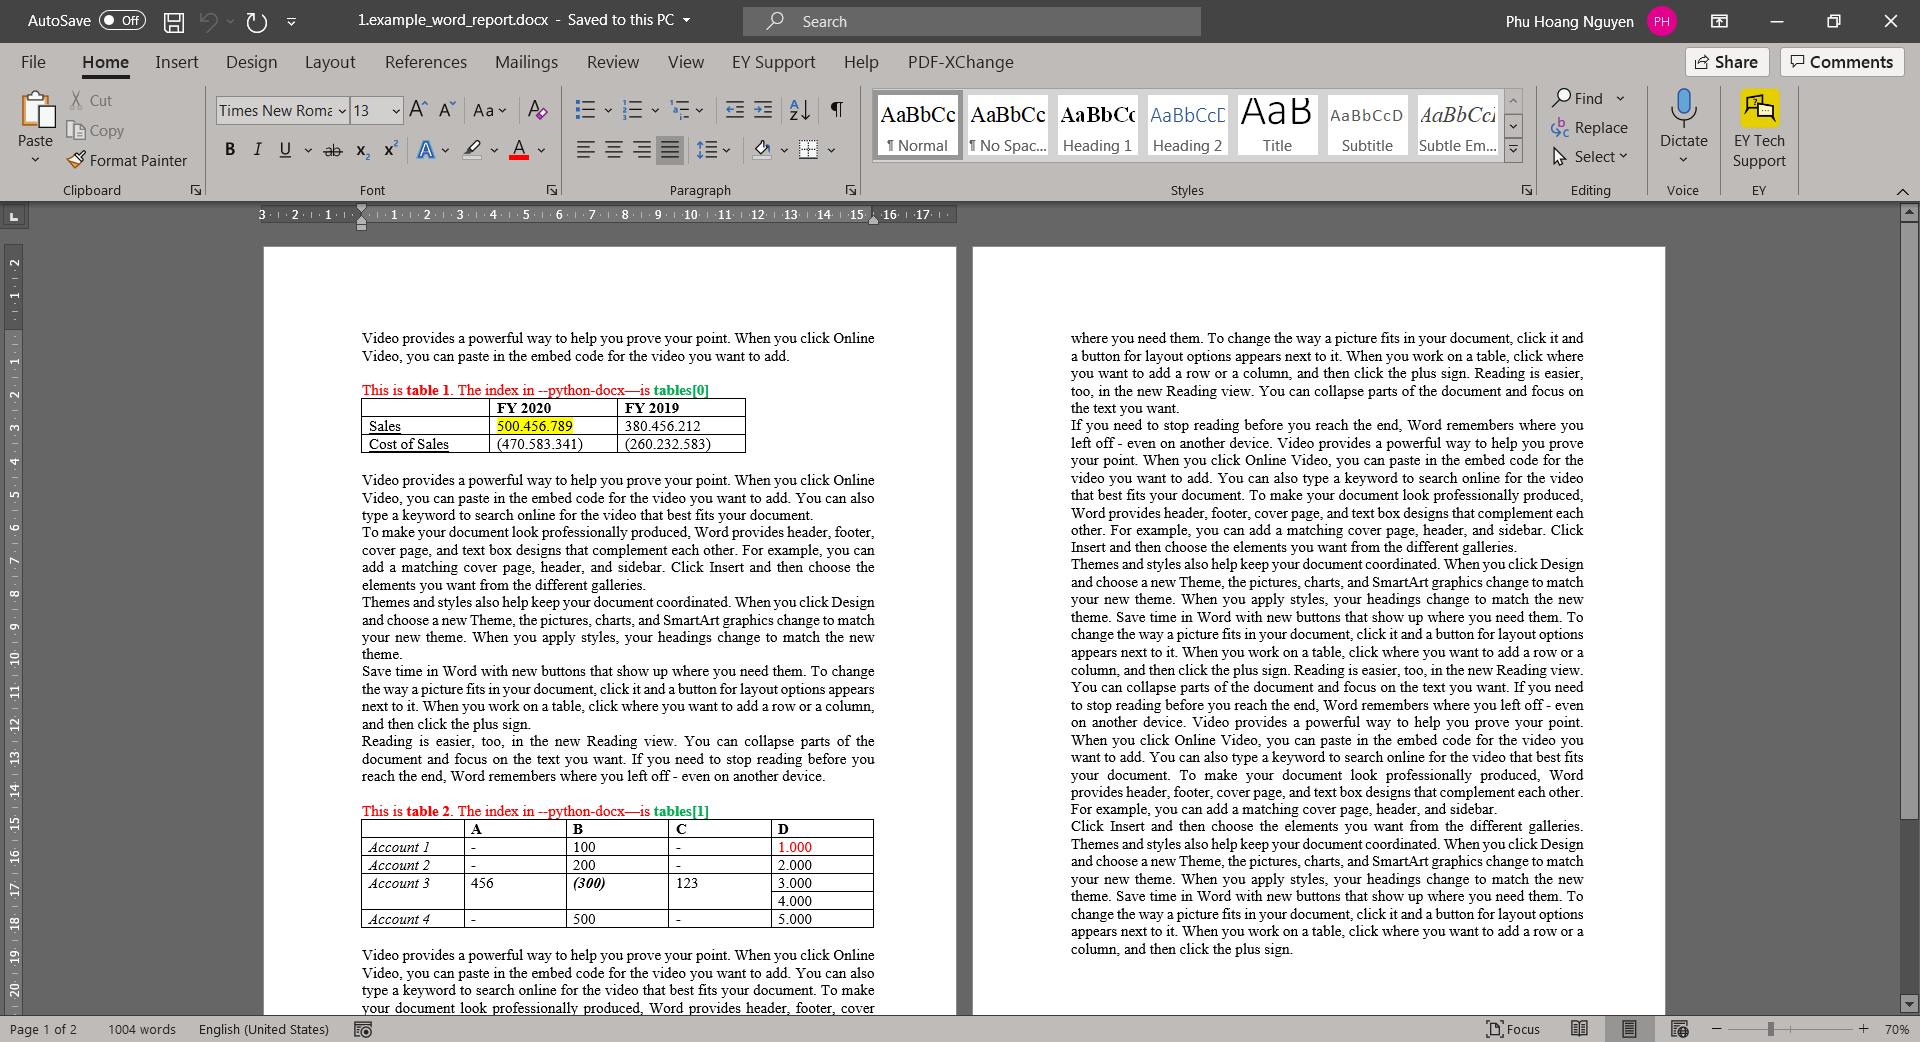 AutoSave Off 1.example_word_report.docx - Saved to this PC Search Phu Hoang Nguyen PH
File Home Insert Design Layout References Mailings Review View EY Support Help PDF-XChange Share Comments
Paste Cut Copy Format Painter
Times New Roma 13 Aa
B I U ab x₂ x² A A
AaBbCc AaBbCc AaBbCc AaBbCcD AaB AaBbCcD AaBbCcI
¶ Normal ¶ No Spac... Heading 1 Heading 2 Title Subtitle Subtle Em...
Find Replace Select
Dictate
EY Tech
Support
Clipboard Font Paragraph Styles Editing Voice EY
L
3 2 1 1 2 3 4 5 6 7 8 9 10 11 12 13 14 15 16 17
2 1 1 2 3 4 5 6 7 8 9 10 11 12 13 14 15 16 17 18 19 20
Video provides a powerful way to help you prove your point. When you click Online
Video, you can paste in the embed code for the video you want to add.
This is table 1. The index in --python-docx—is tables[0]
FY 2020 FY 2019
Sales 500.456.789 380.456.212
Cost of Sales (470.583.341) (260.232.583)
Video provides a powerful way to help you prove your point. When you click Online
Video, you can paste in the embed code for the video you want to add. You can also
type a keyword to search online for the video that best fits your document.
To make your document look professionally produced, Word provides header, footer,
cover page, and text box designs that complement each other. For example, you can
add a matching cover page, header, and sidebar. Click Insert and then choose the
elements you want from the different galleries.
Themes and styles also help keep your document coordinated. When you click Design
and choose a new Theme, the pictures, charts, and SmartArt graphics change to match
your new theme. When you apply styles, your headings change to match the new
theme.
Save time in Word with new buttons that show up where you need them. To change
the way a picture fits in your document, click it and a button for layout options appears
next to it. When you work on a table, click where you want to add a row or a column,
and then click the plus sign.
Reading is easier, too, in the new Reading view. You can collapse parts of the
document and focus on the text you want. If you need to stop reading before you
reach the end, Word remembers where you left off - even on another device.
This is table 2. The index in --python-docx—is tables[1]
A B C D
Account 1 - 100 - 1.000
Account 2 - 200 - 2.000
Account 3 456 (300) 123 3.000
4.000
Account 4 - 500 - 5.000
Video provides a powerful way to help you prove your point. When you click Online
Video, you can paste in the embed code for the video you want to add. You can also
type a keyword to search online for the video that best fits your document. To make
your document look professionally produced, Word provides header, footer, cover
where you need them. To change the way a picture fits in your document, click it and
a button for layout options appears next to it. When you work on a table, click where
you want to add a row or a column, and then click the plus sign. Reading is easier,
too, in the new Reading view. You can collapse parts of the document and focus on
the text you want.
If you need to stop reading before you reach the end, Word remembers where you
left off - even on another device. Video provides a powerful way to help you prove
your point. When you click Online Video, you can paste in the embed code for the
video you want to add. You can also type a keyword to search online for the video
that best fits your document. To make your document look professionally produced,
Word provides header, footer, cover page, and text box designs that complement each
other. For example, you can add a matching cover page, header, and sidebar. Click
Insert and then choose the elements you want from the different galleries.
Themes and styles also help keep your document coordinated. When you click Design
and choose a new Theme, the pictures, charts, and SmartArt graphics change to match
your new theme. When you apply styles, your headings change to match the new
theme. Save time in Word with new buttons that show up where you need them. To
change the way a picture fits in your document, click it and a button for layout options
appears next to it. When you work on a table, click where you want to add a row or a
column, and then click the plus sign. Reading is easier, too, in the new Reading view.
You can collapse parts of the document and focus on the text you want. If you need
to stop reading before you reach the end, Word remembers where you left off - even
on another device. Video provides a powerful way to help you prove your point.
When you click Online Video, you can paste in the embed code for the video you
want to add. You can also type a keyword to search online for the video that best fits
your document. To make your document look professionally produced, Word
provides header, footer, cover page, and text box designs that complement each other.
For example, you can add a matching cover page, header, and sidebar.
Click Insert and then choose the elements you want from the different galleries.
Themes and styles also help keep your document coordinated. When you click Design
and choose a new Theme, the pictures, charts, and SmartArt graphics change to match
your new theme. When you apply styles, your headings change to match the new
theme. Save time in Word with new buttons that show up where you need them. To
change the way a picture fits in your document, click it and a button for layout options
appears next to it. When you work on a table, click where you want to add a row or a
column, and then click the plus sign.
Page 1 of 2 1004 words English (United States) Focus 70%